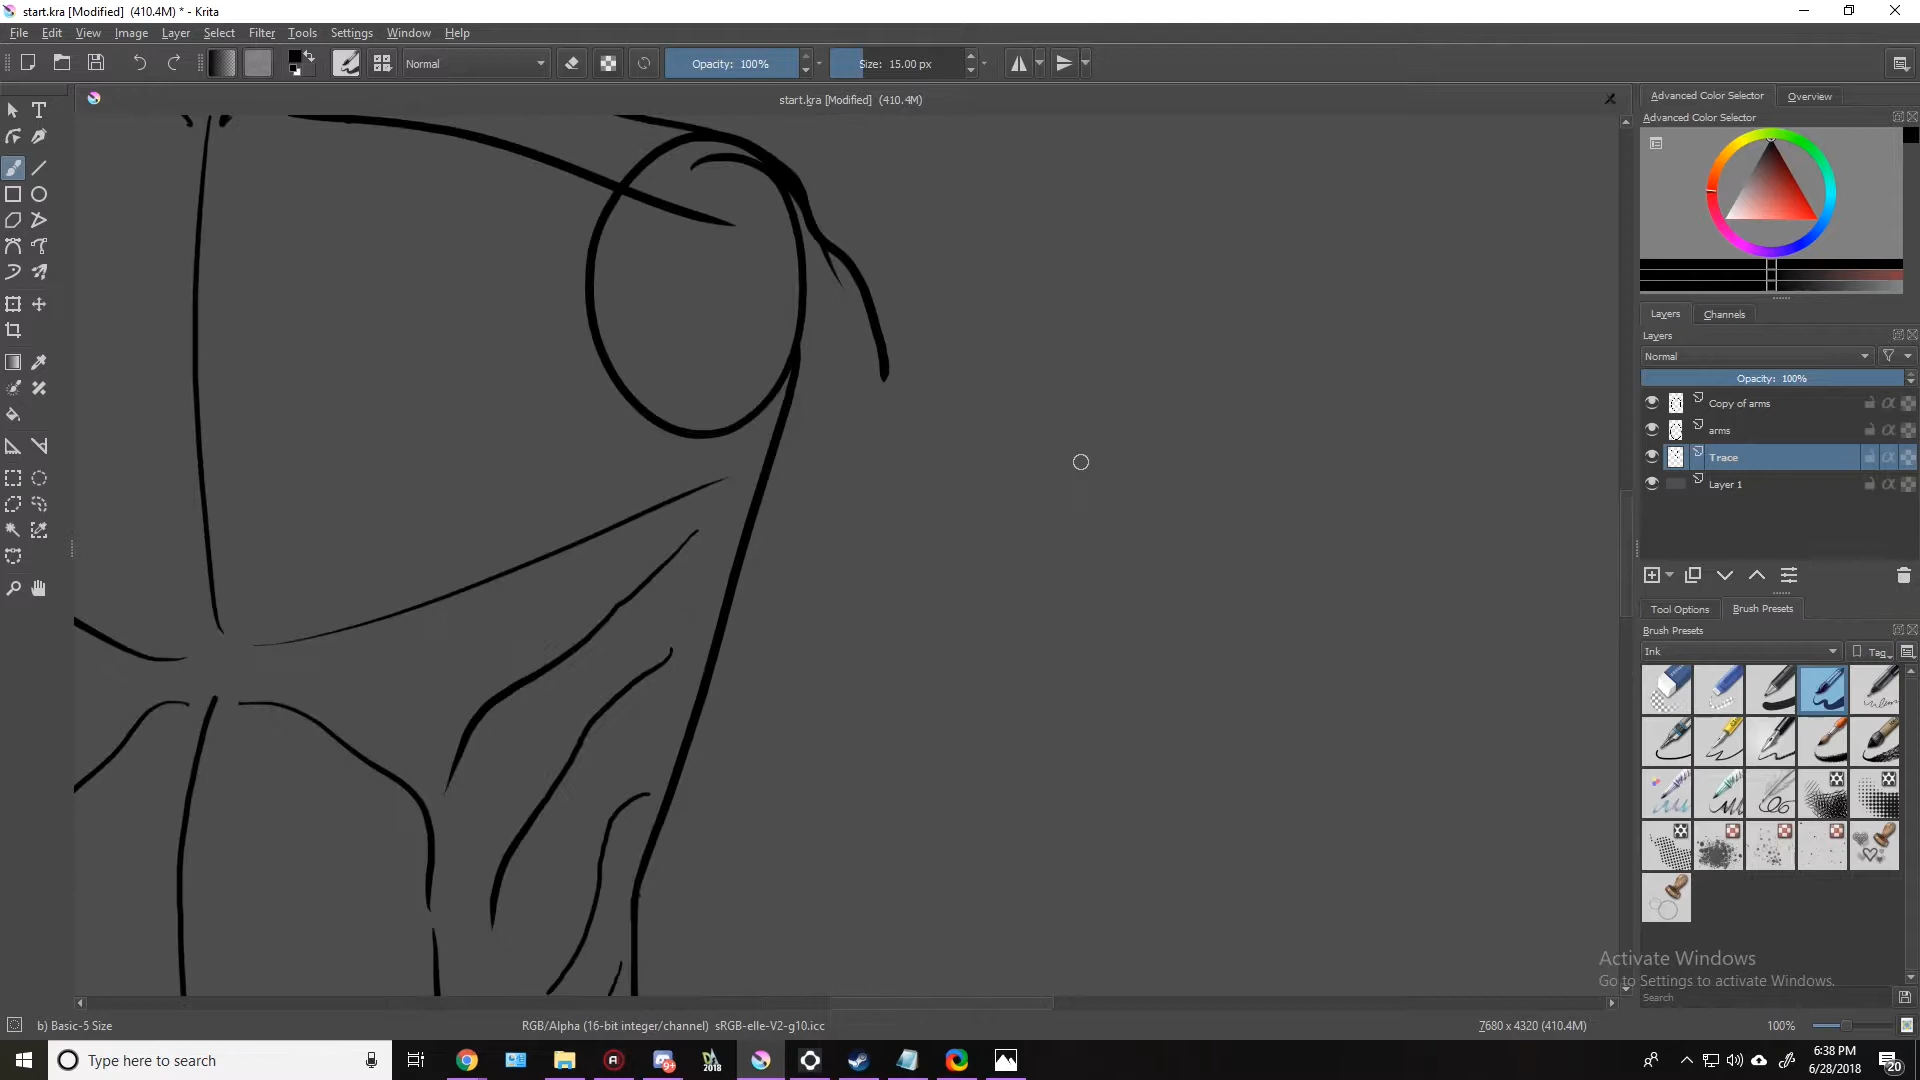 start.kra [Modified] (410.4M) * - Krita
File Edit View Image Layer Select Filter Tools Settings Window Help
Normal Opacity: 100% Size: 15.00 px
start.kra [Modified] (410.4M)
Advanced Color Selector Overview
Advanced Color Selector
Layers Channels
Layers
Normal
Opacity: 100%
Copy of arms
arms
Trace
Layer 1
Tool Options Brush Presets
Brush Presets
Ink Tag
Activate Windows
Go to Settings to activate Windows.
Search
b) Basic-5 Size RGB/Alpha (16-bit integer/channel) sRGB-elle-V2-g10.icc 7680 x 4320 (410.4M) 100%
Type here to search
9+
2018
6:38 PM
6/28/2018
20